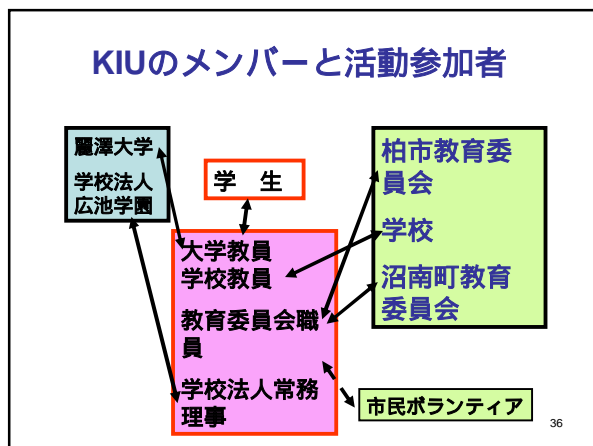 KIUのメンバーと活動参加者
麗澤大学
学校法人
広池学園
学 生
大学教員
学校教員
教育委員会職
員
学校法人常務
理事
柏市教育委
員会
学校
沼南町教育
委員会
市民ボランティア
36